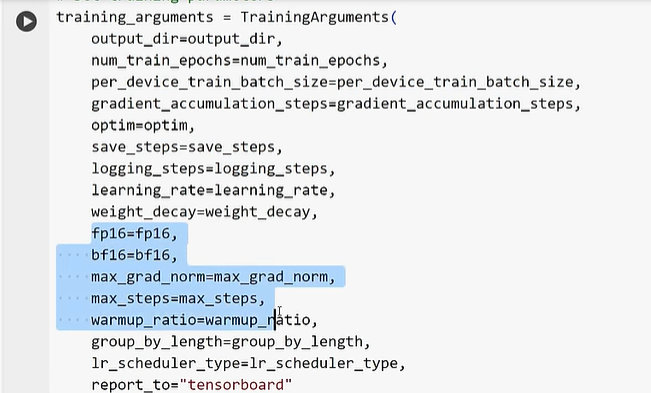 training_arguments = TrainingArguments(
    output_dir=output_dir,
    num_train_epochs=num_train_epochs,
    per_device_train_batch_size=per_device_train_batch_size,
    gradient_accumulation_steps=gradient_accumulation_steps,
    optim=optim,
    save_steps=save_steps,
    logging_steps=logging_steps,
    learning_rate=learning_rate,
    weight_decay=weight_decay,
    fp16=fp16,
    bf16=bf16,
    max_grad_norm=max_grad_norm,
    max_steps=max_steps,
    warmup_ratio=warmup_ratio,
    group_by_length=group_by_length,
    lr_scheduler_type=lr_scheduler_type,
    report_to="tensorboard"